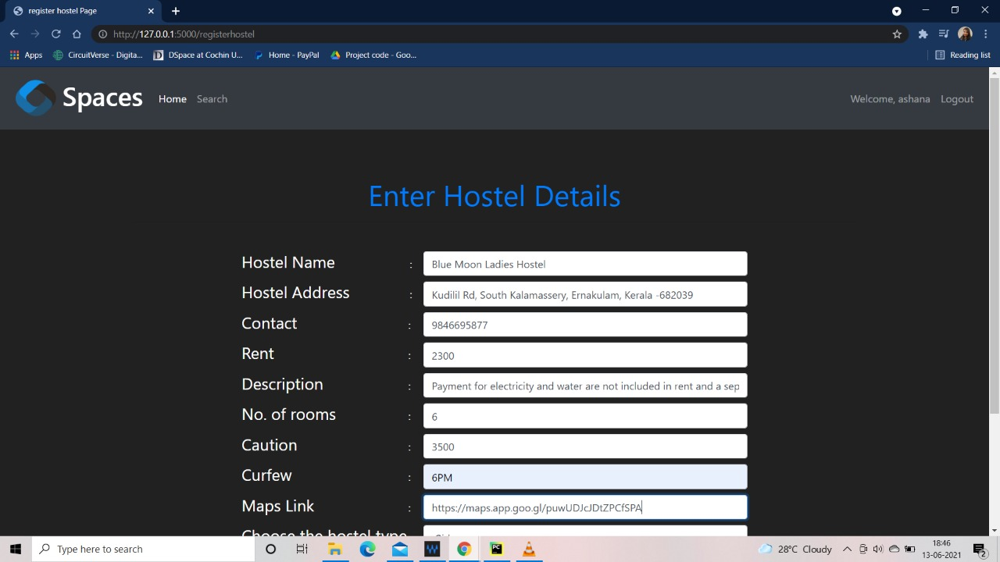 register hostel Page
http://127.0.0.1:5000/registerhostel
Apps
CircuitVerse - Digita...
DSpace at Cochin U...
Home - PayPal
Project code - Goo...
Reading list
Spaces
Home
Search
Welcome, ashana
Logout
Enter Hostel Details
Hostel Name : Blue Moon Ladies Hostel
Hostel Address : Kudilil Rd, South Kalamassery, Ernakulam, Kerala -682039
Contact : 9846695877
Rent : 2300
Description : Payment for electricity and water are not included in rent and a sep
No. of rooms : 6
Caution : 3500
Curfew : 6PM
Maps Link : https://maps.app.goo.gl/puwUDJcJDtZPCfSPA
Choose the hostel type
Type here to search
28°C Cloudy
18:46
13-06-2021
2